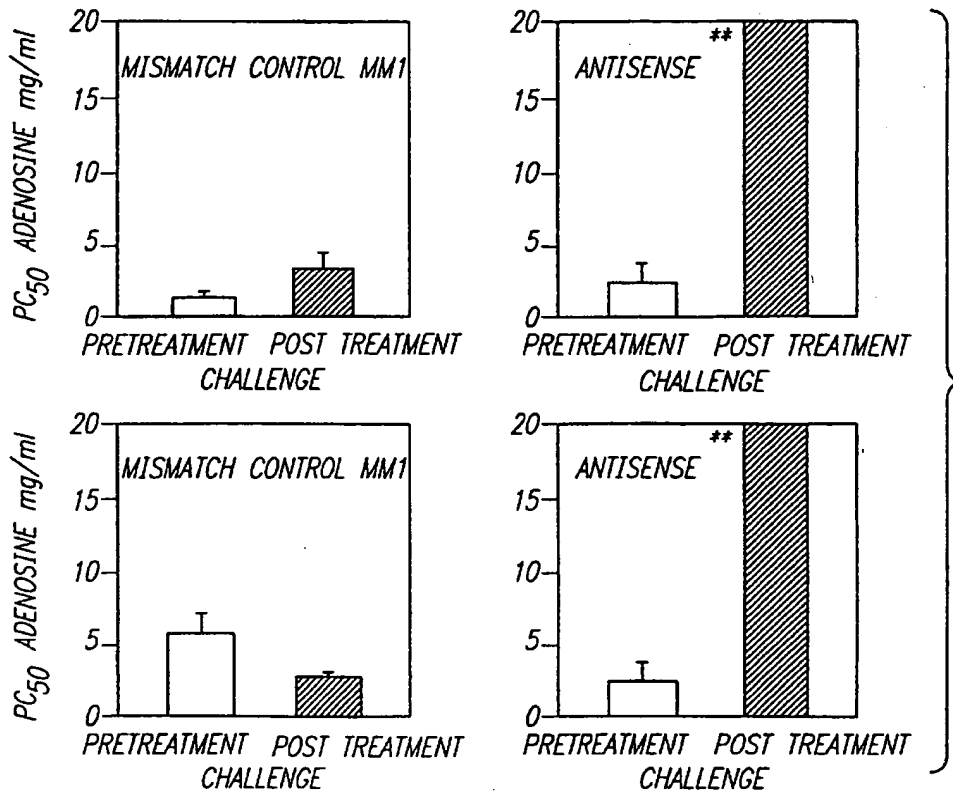 PC50 ADENOSINE mg/ml
20
15
10
5
0
MISMATCH CONTROL MM1
PRETREATMENT POST TREATMENT
CHALLENGE
20
15
10
5
0
**
ANTISENSE
PRETREATMENT POST TREATMENT
CHALLENGE
PC50 ADENOSINE mg/ml
20
15
10
5
0
MISMATCH CONTROL MM1
PRETREATMENT POST TREATMENT
CHALLENGE
20
15
10
5
0
**
ANTISENSE
PRETREATMENT POST TREATMENT
CHALLENGE